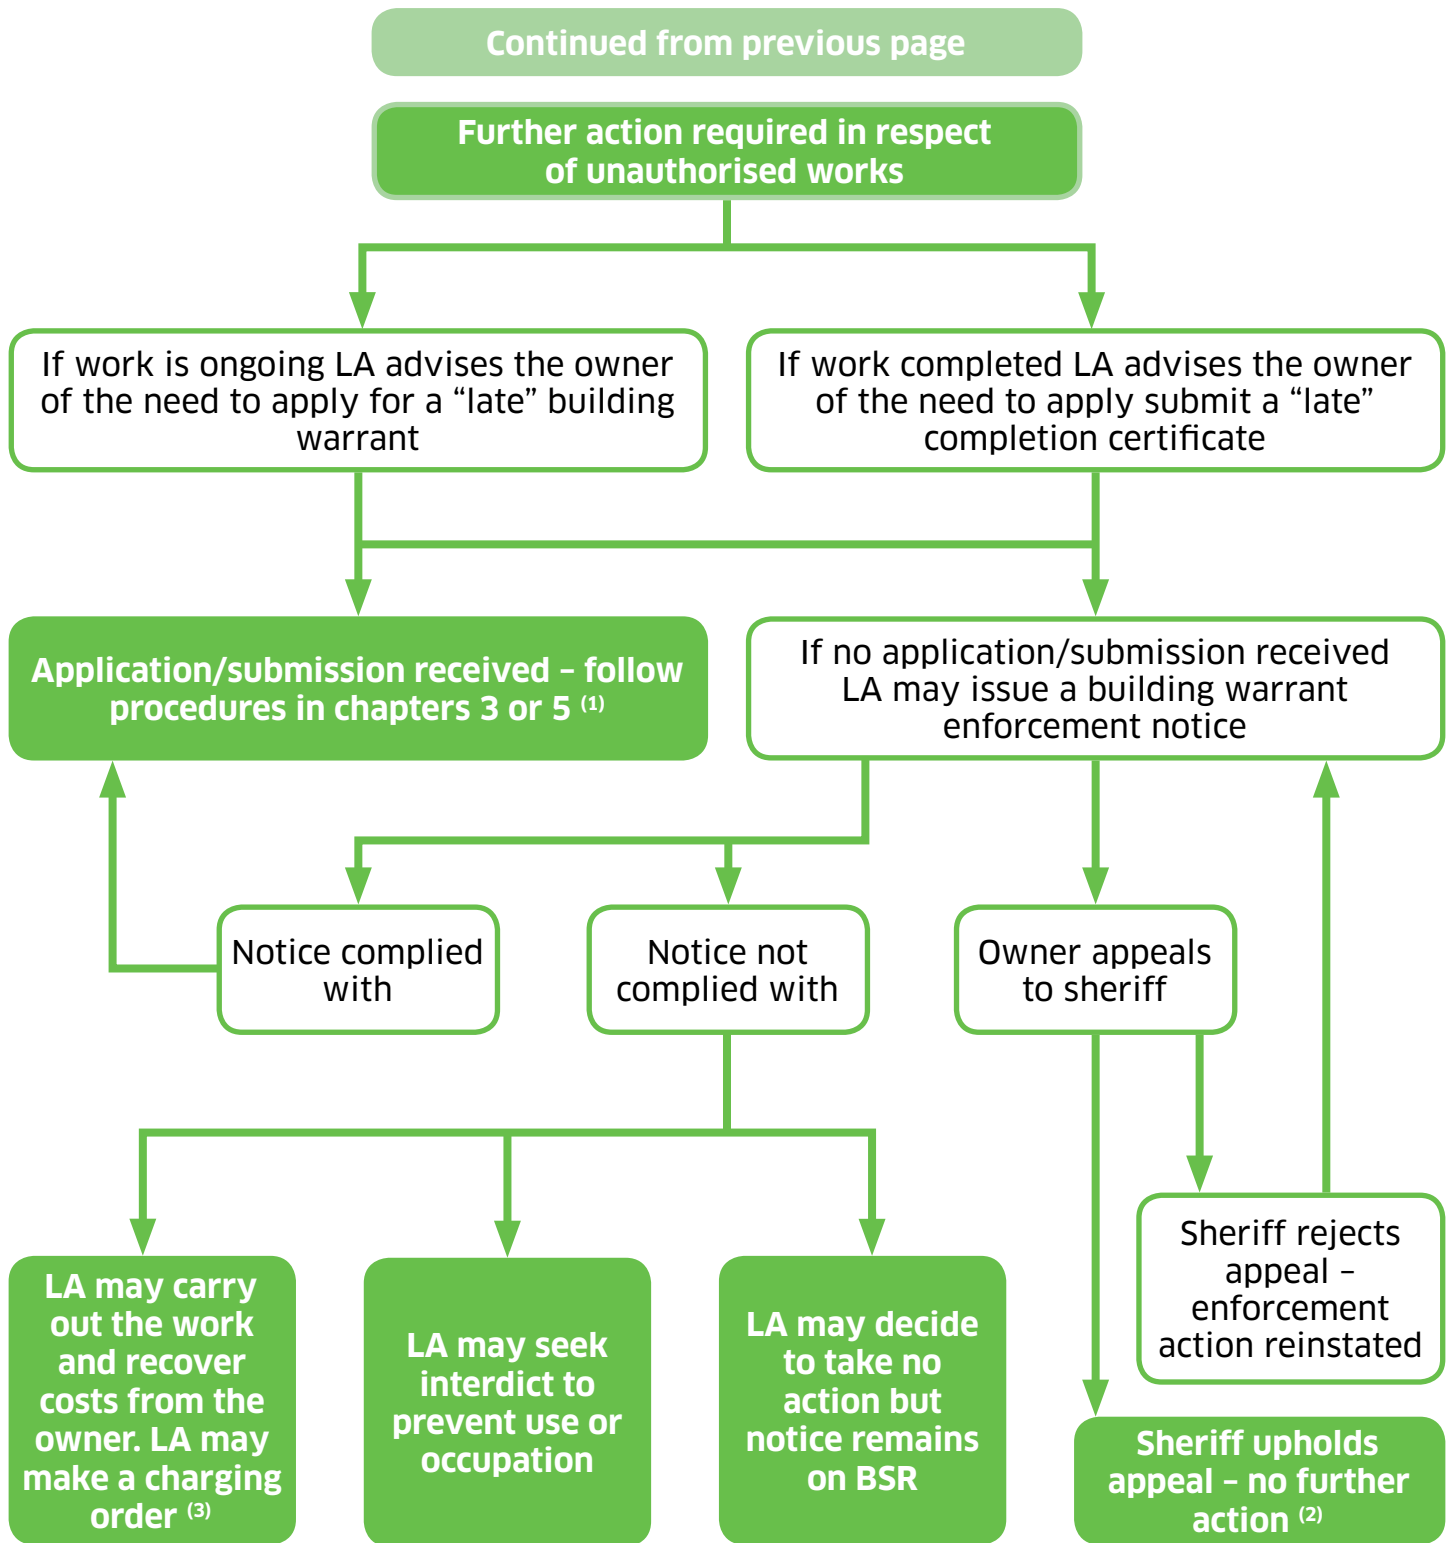 Continued from previous page
Further action required in respect
of unauthorised works
If work is ongoing LA advises the owner
of the need to apply for a “late” building
warrant
If work completed LA advises the owner
of the need to apply submit a “late”
completion certificate
Application/submission received – follow
procedures in chapters 3 or 5 (1)
If no application/submission received
LA may issue a building warrant
enforcement notice
Notice complied
with
Notice not
complied with
Owner appeals
to sheriff
Sheriff rejects
appeal –
enforcement
action reinstated
LA may carry
out the work
and recover
costs from the
owner. LA may
make a charging
order (3)
LA may seek
interdict to
prevent use or
occupation
LA may decide
to take no
action but
notice remains
on BSR
Sheriff upholds
appeal – no further
action (2)